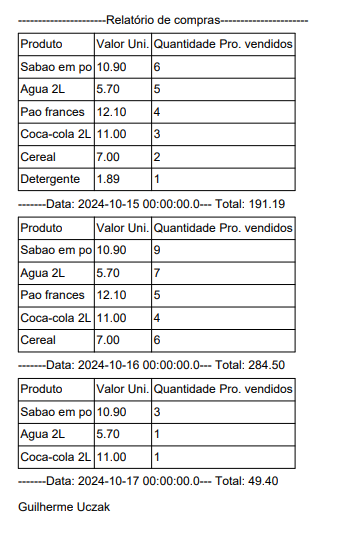 ----------------------Relatório de compras----------------------
Produto Valor Uni. Quantidade Pro. vendidos
Sabao em po 10.90 6
Agua 2L 5.70 5
Pao frances 12.10 4
Coca-cola 2L 11.00 3
Cereal 7.00 2
Detergente 1.89 1
-------Data: 2024-10-15 00:00:00.0--- Total: 191.19
Produto Valor Uni. Quantidade Pro. vendidos
Sabao em po 10.90 9
Agua 2L 5.70 7
Pao frances 12.10 5
Coca-cola 2L 11.00 4
Cereal 7.00 6
-------Data: 2024-10-16 00:00:00.0--- Total: 284.50
Produto Valor Uni. Quantidade Pro. vendidos
Sabao em po 10.90 3
Agua 2L 5.70 1
Coca-cola 2L 11.00 1
-------Data: 2024-10-17 00:00:00.0--- Total: 49.40
Guilherme Uczak